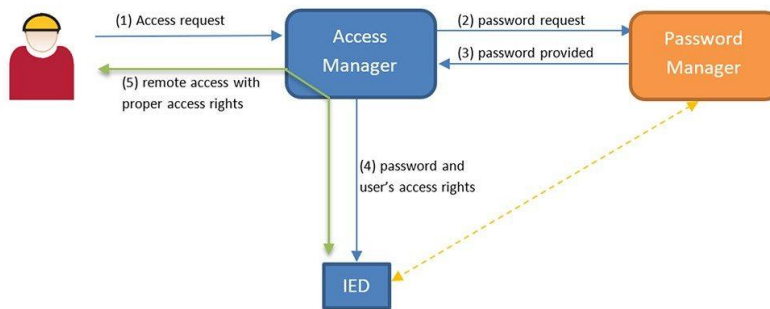 (1) Access request
Access
Manager
(2) password request
(3) password provided
Password
Manager
(5) remote access with
proper access rights
(4) password and
user's access rights
IED